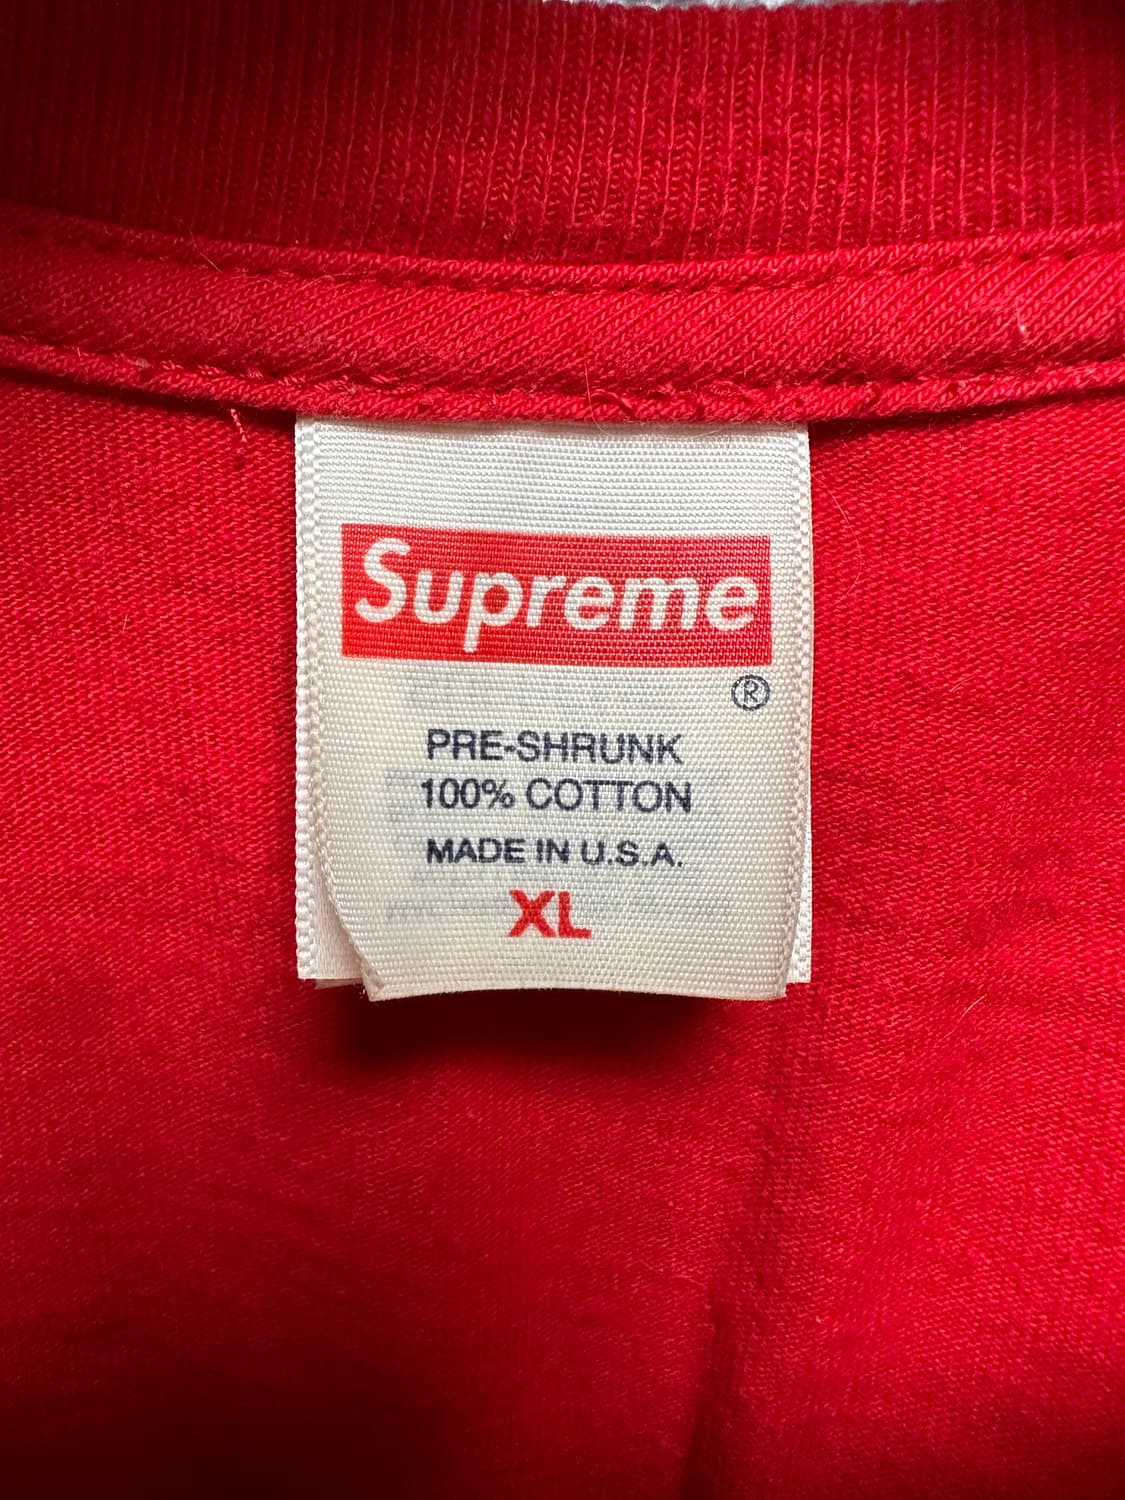 Supreme
®
PRE-SHRUNK
100% COTTON
MADE IN U.S.A.
XL